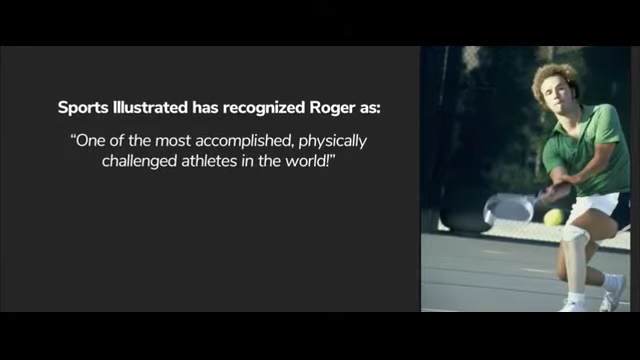 Sports Illustrated has recognized Roger as:
“One of the most accomplished, physically
challenged athletes in the world!”